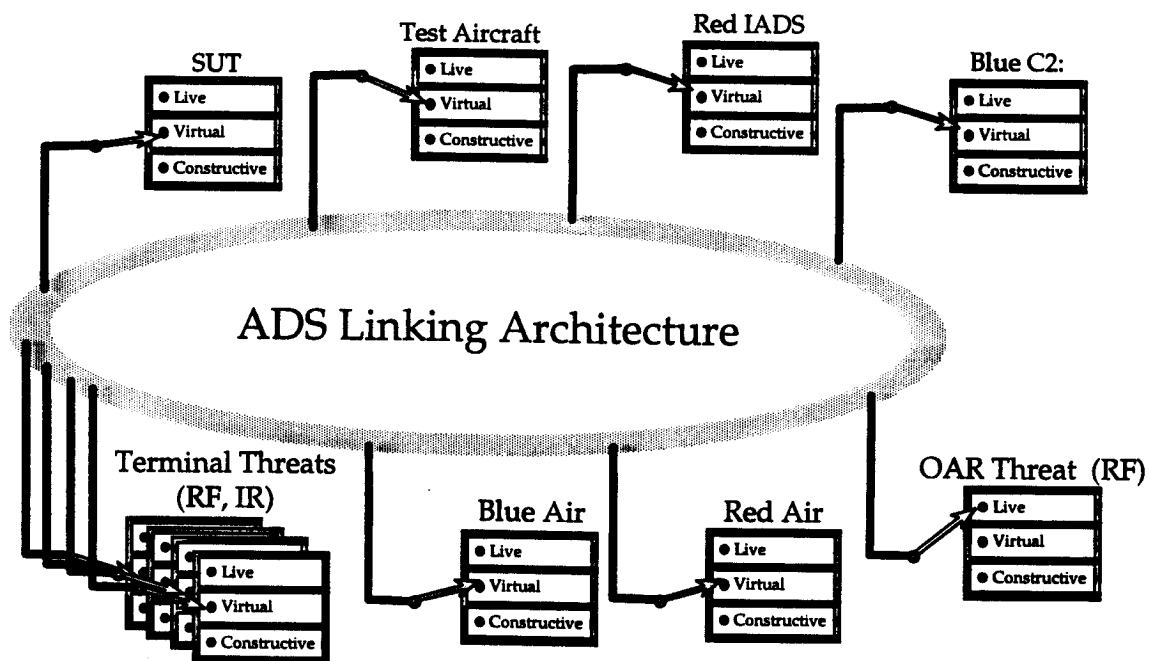 SUT
• Live
• Virtual
• Constructive
Test Aircraft
• Live
• Virtual
• Constructive
Red IADS
• Live
• Virtual
• Constructive
Blue C2:
• Live
• Virtual
• Constructive
ADS Linking Architecture
Terminal Threats
(RF, IR)
• Live
• Virtual
• Constructive
Blue Air
• Live
• Virtual
• Constructive
Red Air
• Live
• Virtual
• Constructive
OAR Threat (RF)
• Live
• Virtual
• Constructive